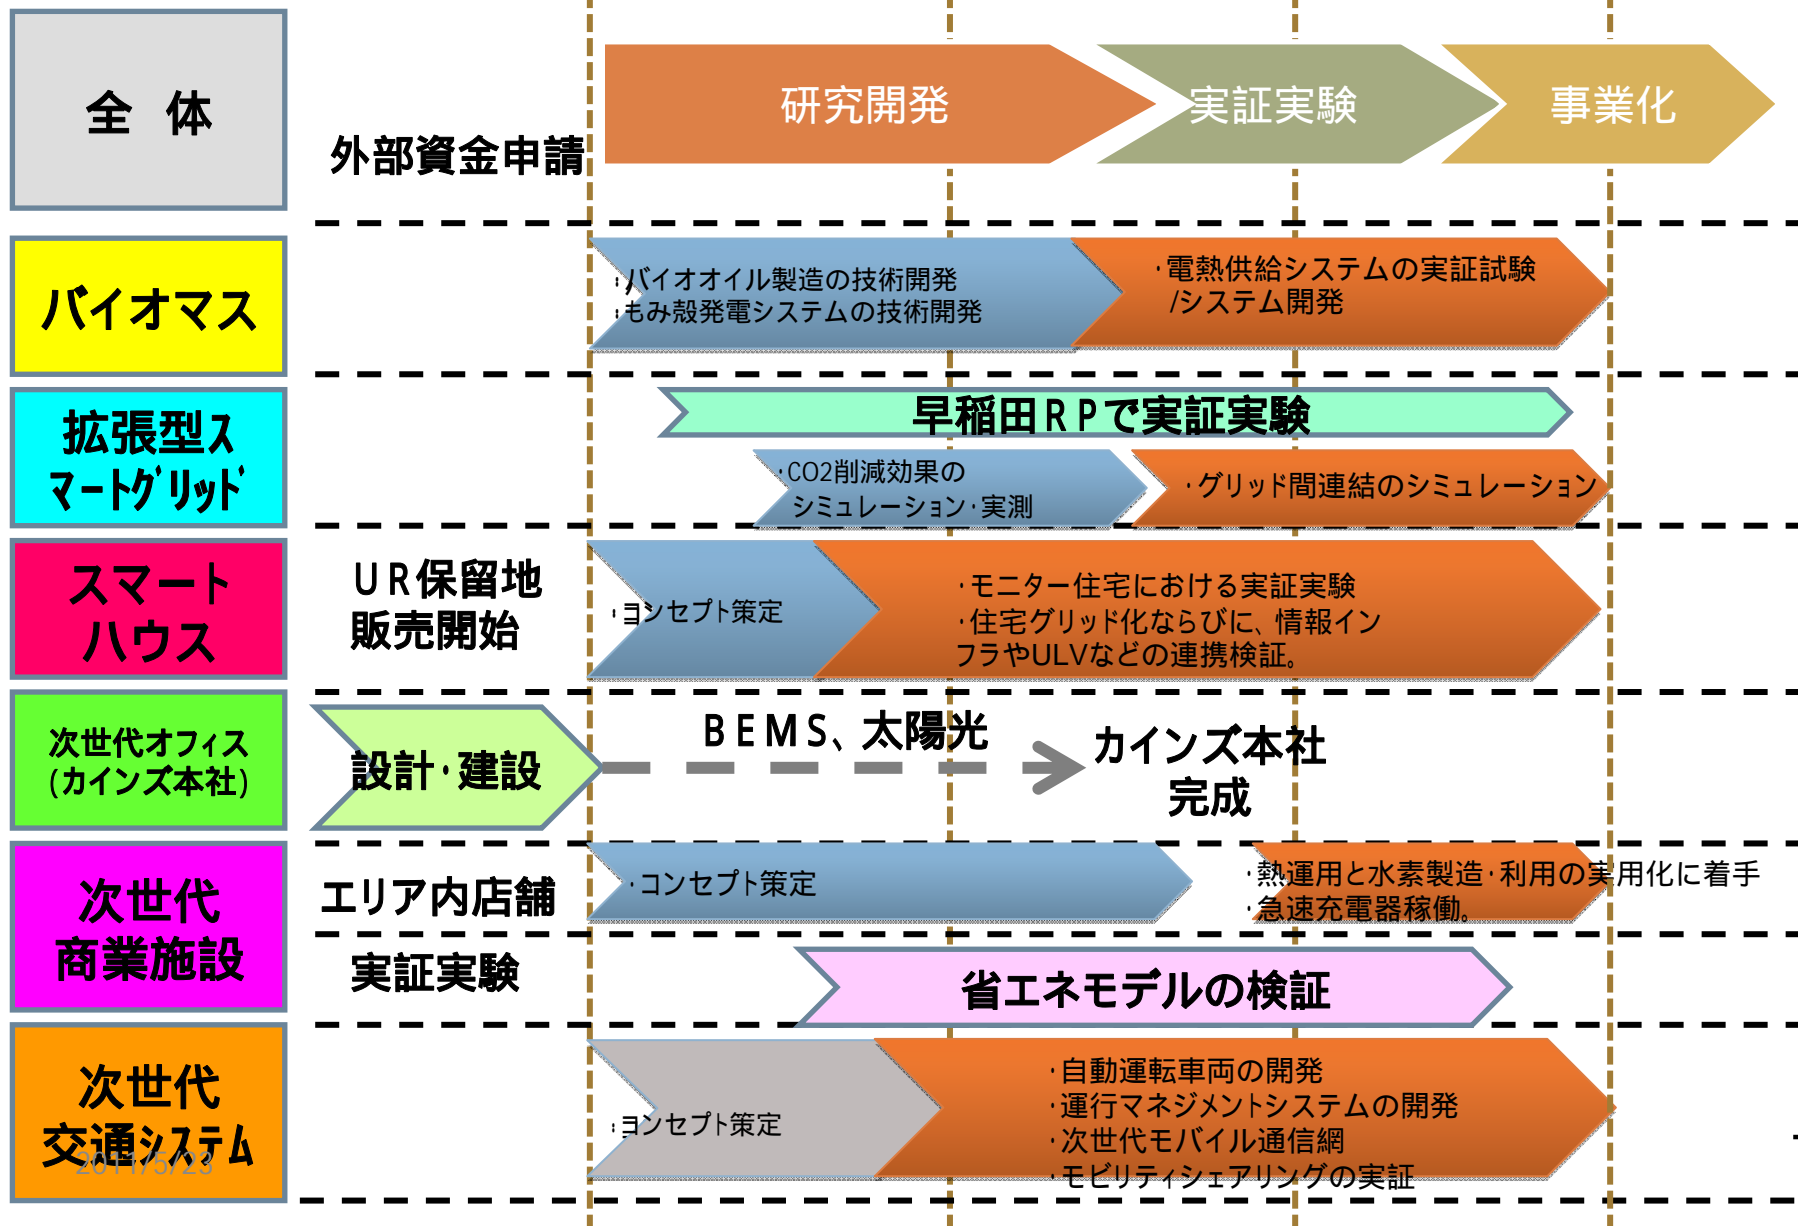 全 体
外部資金申請
研究開発
実証実験
事業化
バイオマス
・バイオオイル製造の技術開発
・もみ殻発電システムの技術開発
・電熱供給システムの実証試験
/システム開発
拡張型ス
マートグリッド
早稲田RPで実証実験
・CO2削減効果の
シミュレーション・実測
・グリッド間連結のシミュレーション
スマート
ハウス
UR保留地
販売開始
・コンセプト策定
・モニター住宅における実証実験
・住宅グリッド化ならびに、情報イン
フラやULVなどの連携検証。
次世代オフィス
(カインズ本社)
設計・建設
BEMS、太陽光
カインズ本社
完成
次世代
商業施設
エリア内店舗
・コンセプト策定
・熱運用と水素製造・利用の実用化に着手
・急速充電器稼働。
実証実験
省エネモデルの検証
次世代
交通システム
2011/5/23
・コンセプト策定
・自動運転車両の開発
・運行マネジメントシステムの開発
・次世代モバイル通信網
・モビリティシェアリングの実証